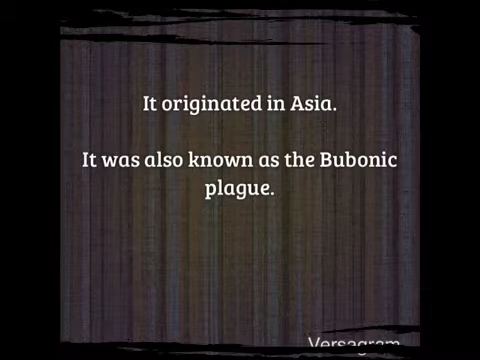 It originated in Asia.
It was also known as the Bubonic
plague.
Versagram